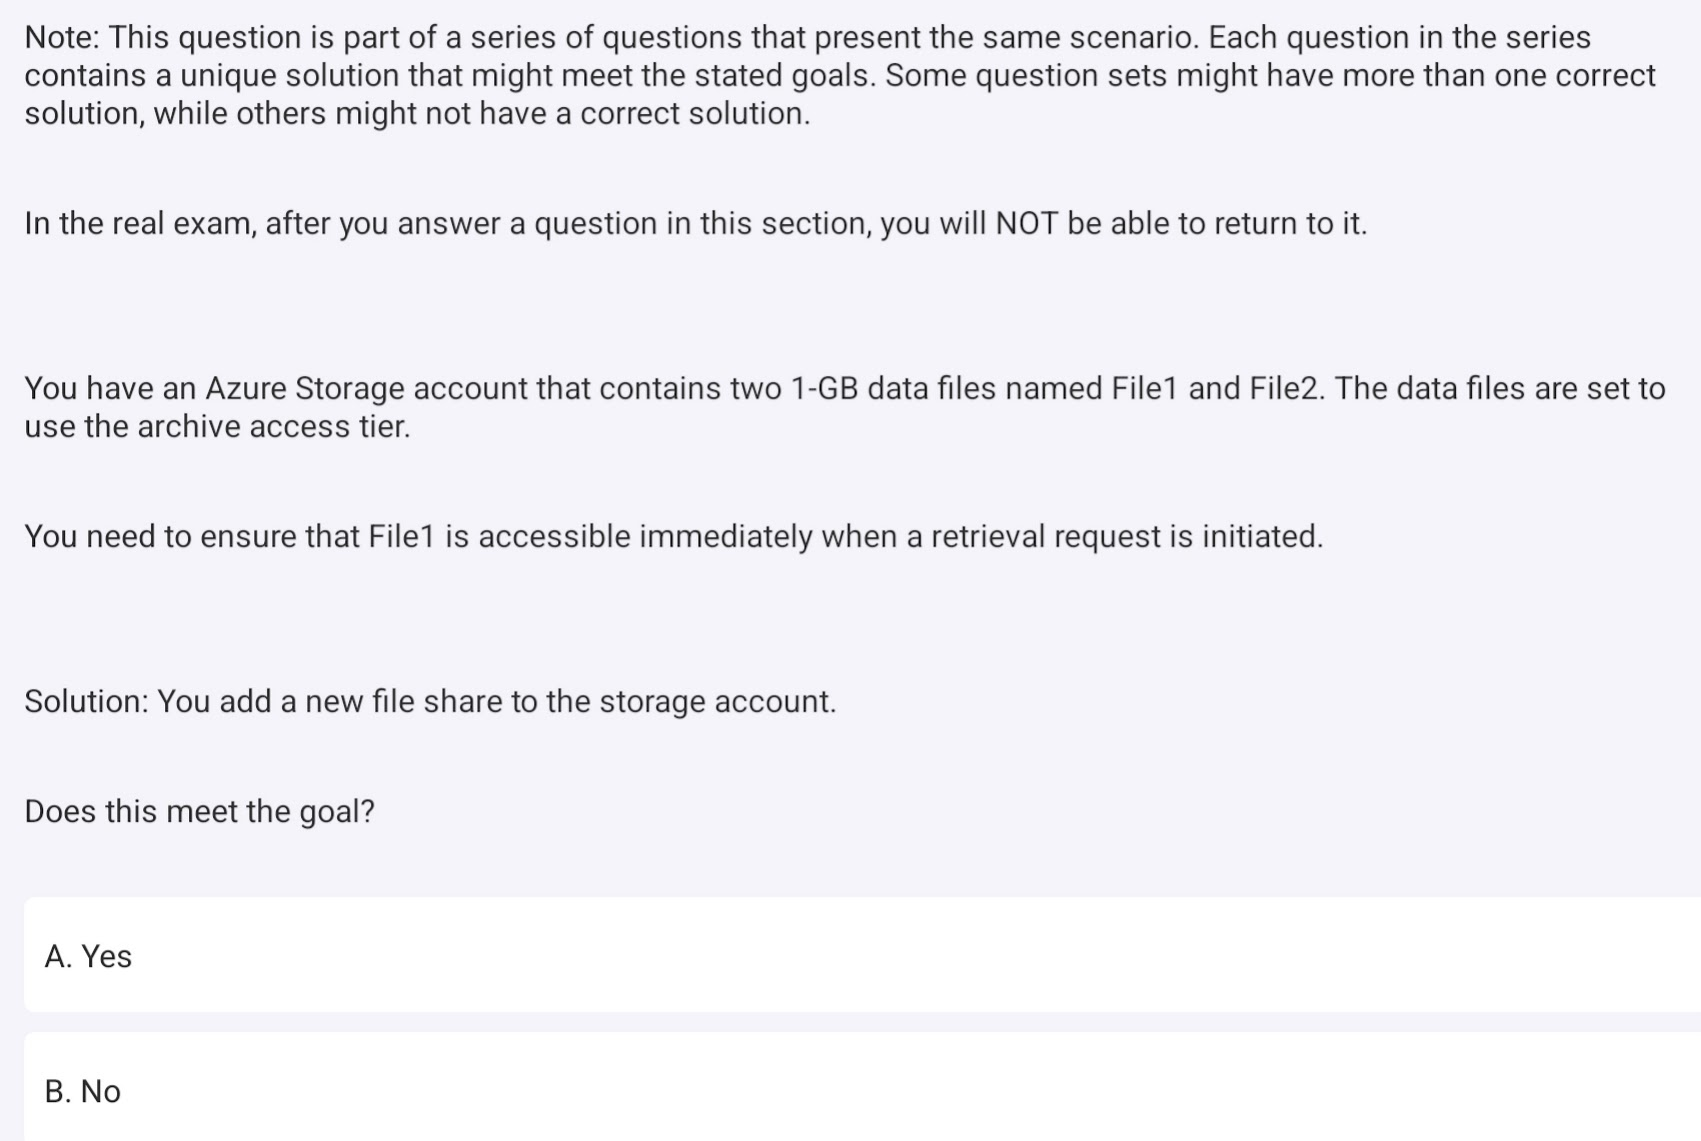 Note: This question is part of a series of questions that present the same scenario. Each question in the series
contains a unique solution that might meet the stated goals. Some question sets might have more than one correct
solution, while others might not have a correct solution.
In the real exam, after you answer a question in this section, you will NOT be able to return to it.
You have an Azure Storage account that contains two 1-GB data files named File1 and File2. The data files are set to
use the archive access tier.
You need to ensure that File1 is accessible immediately when a retrieval request is initiated.
Solution: You add a new file share to the storage account.
Does this meet the goal?
A. Yes
B. No